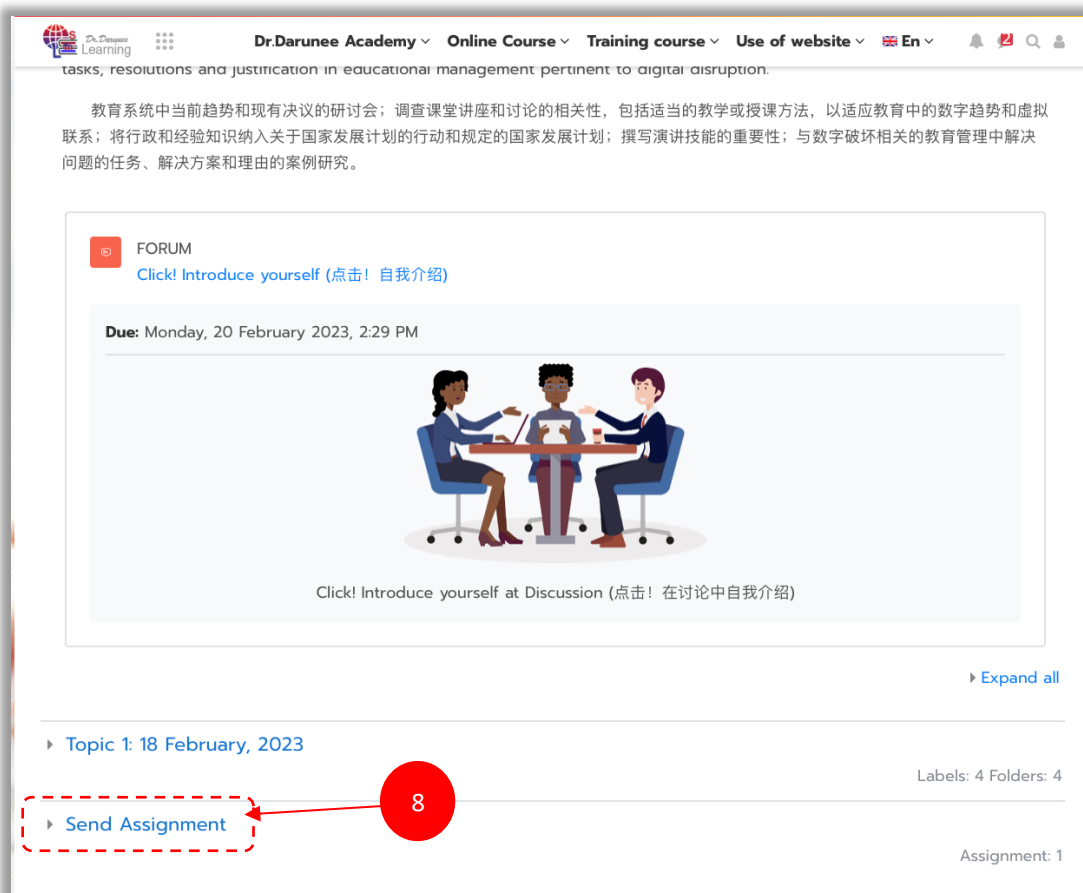 Dr.Darunee
Learning
Dr.Darunee Academy Online Course Training course Use of website En 2
tasks, resolutions and justification in educational management pertinent to digital disruption.
教育系统中当前趋势和现有决议的研讨会；调查课堂讲座和讨论的相关性，包括适当的教学或授课方法，以适应教育中的数字趋势和虚拟
联系；将行政和经验知识纳入关于国家发展计划的行动和规定的国家发展计划；撰写演讲技能的重要性；与数字破坏相关的教育管理中解决
问题的任务、解决方案和理由的案例研究。
FORUM
Click! Introduce yourself (点击！自我介绍)
Due: Monday, 20 February 2023, 2:29 PM
Click! Introduce yourself at Discussion (点击！在讨论中自我介绍)
Expand all
Topic 1: 18 February, 2023
Labels: 4 Folders: 4
8
Send Assignment
Assignment: 1